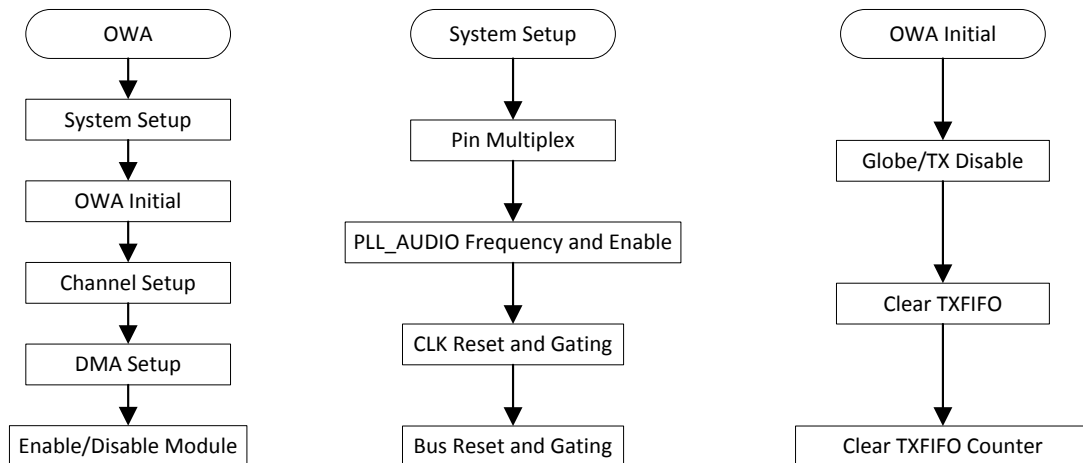 OWA
System Setup
OWA Initial
Channel Setup
DMA Setup
Enable/Disable Module
System Setup
Pin Multiplex
PLL_AUDIO Frequency and Enable
CLK Reset and Gating
Bus Reset and Gating
OWA Initial
Globe/TX Disable
Clear TXFIFO
Clear TXFIFO Counter